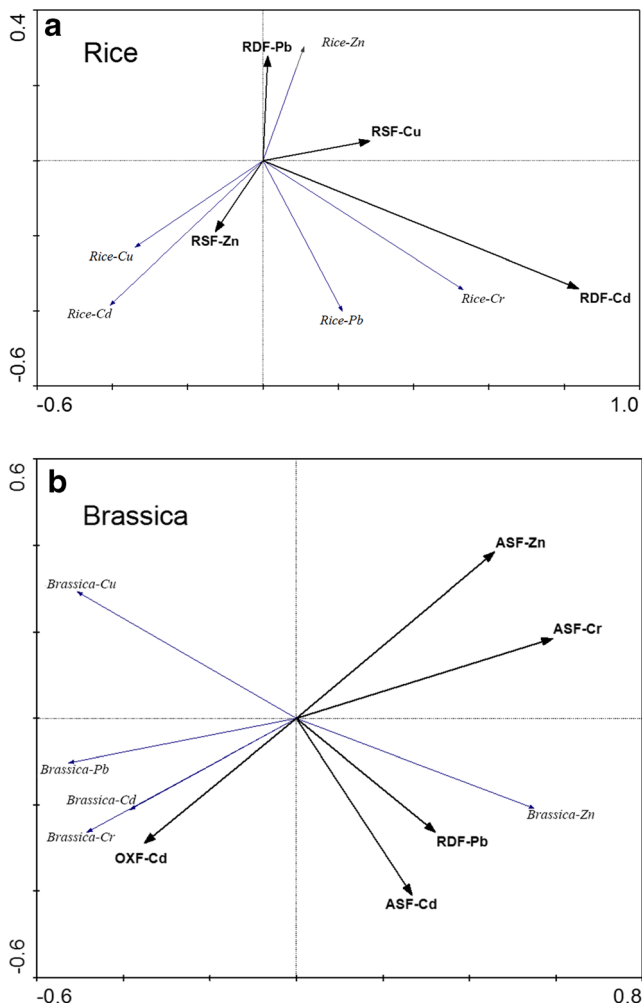 0.4
a
Rice
RDF-Pb
Rice-Zn
RSF-Cu
RSF-Zn
Rice-Cu
Rice-Cd
Rice-Pb
Rice-Cr
RDF-Cd
-0.6
-0.6
1.0
0.6
b
Brassica
ASF-Zn
Brassica-Cu
ASF-Cr
Brassica-Pb
Brassica-Cd
Brassica-Cr
OXF-Cd
Brassica-Zn
RDF-Pb
ASF-Cd
-0.6
-0.6
0.8